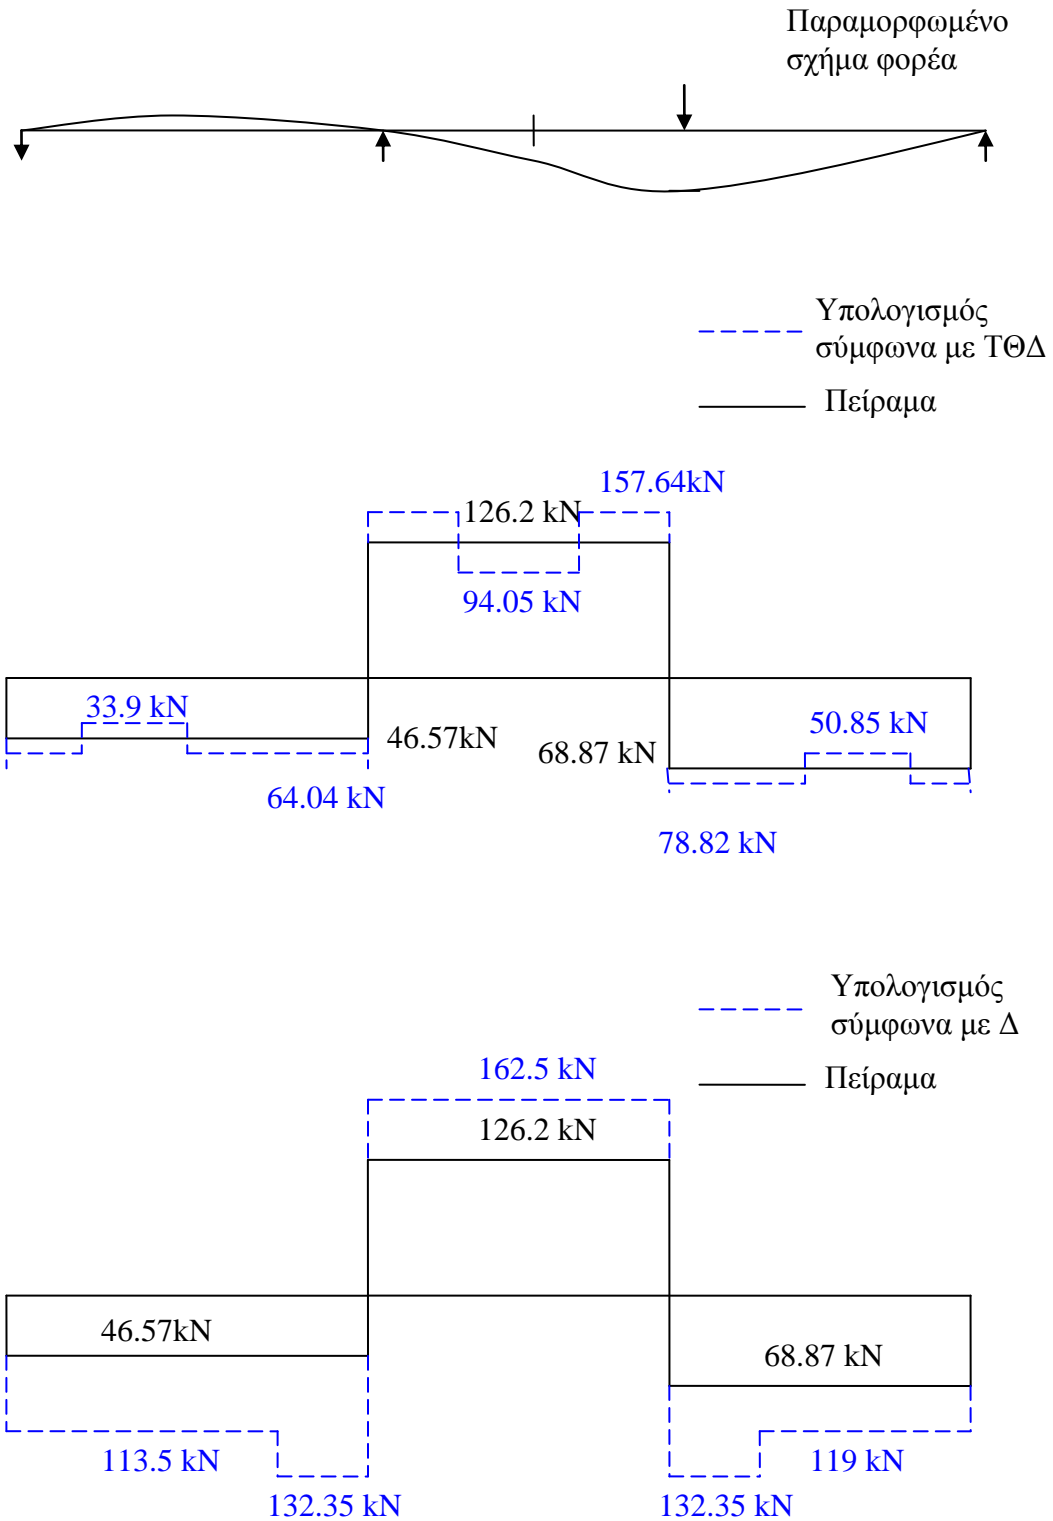 Παραμορφωμένο
σχήμα φορέα
Υπολογισμός
σύμφωνα με ΤΘΔ
Πείραμα
157.64kN
126.2 kN
94.05 kN
33.9 kN
50.85 kN
46.57kN
68.87 kN
64.04 kN
78.82 kN
Υπολογισμός
σύμφωνα με Δ
Πείραμα
162.5 kN
126.2 kN
46.57kN
68.87 kN
113.5 kN
119 kN
132.35 kN
132.35 kN